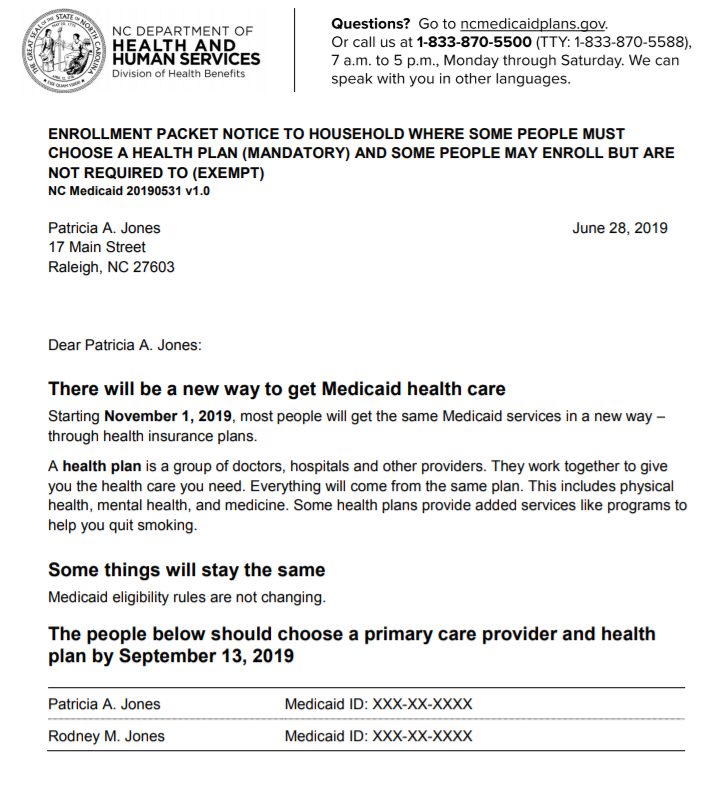 NC DEPARTMENT OF
HEALTH AND
HUMAN SERVICES
Division of Health Benefits
Questions? Go to ncmedicaidplans.gov.
Or call us at 1-833-870-5500 (TTY: 1-833-870-5588),
7 a.m. to 5 p.m., Monday through Saturday. We can
speak with you in other languages.
ENROLLMENT PACKET NOTICE TO HOUSEHOLD WHERE SOME PEOPLE MUST
CHOOSE A HEALTH PLAN (MANDATORY) AND SOME PEOPLE MAY ENROLL BUT ARE
NOT REQUIRED TO (EXEMPT)
NC Medicaid 20190531 v1.0
Patricia A. Jones
June 28, 2019
17 Main Street
Raleigh, NC 27603
Dear Patricia A. Jones:
There will be a new way to get Medicaid health care
Starting November 1, 2019, most people will get the same Medicaid services in a new way –
through health insurance plans.
A health plan is a group of doctors, hospitals and other providers. They work together to give
you the health care you need. Everything will come from the same plan. This includes physical
health, mental health, and medicine. Some health plans provide added services like programs to
help you quit smoking.
Some things will stay the same
Medicaid eligibility rules are not changing.
The people below should choose a primary care provider and health
plan by September 13, 2019
Patricia A. Jones Medicaid ID: XXX-XX-XXXX
Rodney M. Jones Medicaid ID: XXX-XX-XXXX